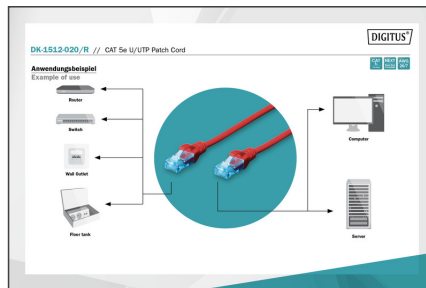 DIGITUS®
DK-1512-020/R // CAT 5e U/UTP Patch Cord
Anwendungsbeispiel
Example of use
Router
Switch
Wall Outlet
Floor tank
Computer
Server